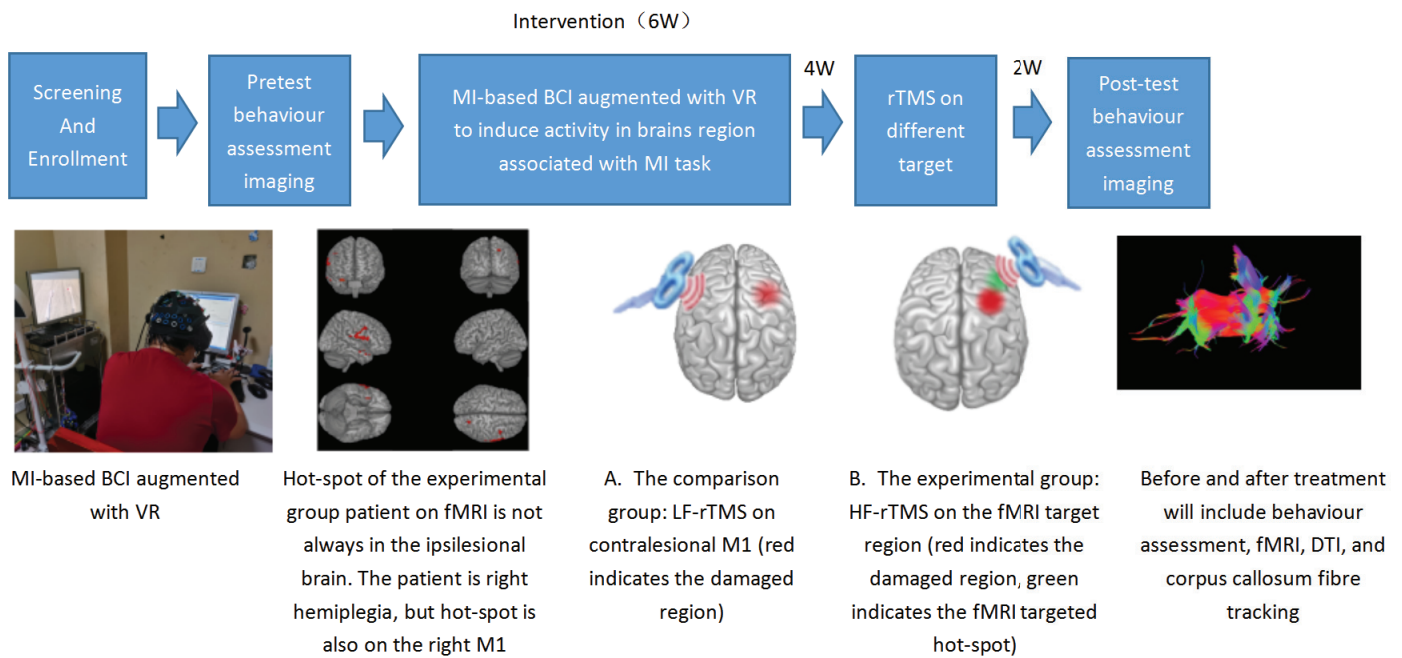 Intervention（6W）
Screening
And
Enrollment
Pretest
behaviour
assessment
imaging
MI-based BCI augmented with VR
to induce activity in brains region
associated with MI task
4W
rTMS on
different
target
2W
Post-test
behaviour
assessment
imaging
MI-based BCI augmented
with VR
Hot-spot of the experimental
group patient on fMRI is not
always in the ipsilesional
brain. The patient is right
hemiplegia, but hot-spot is
also on the right M1
A. The comparison
group: LF-rTMS on
contralesional M1 (red
indicates the damaged
region)
B. The experimental group:
HF-rTMS on the fMRI target
region (red indicates the
damaged region, green
indicates the fMRI targeted
hot-spot)
Before and after treatment
will include behaviour
assessment, fMRI, DTI, and
corpus callosum fibre
tracking